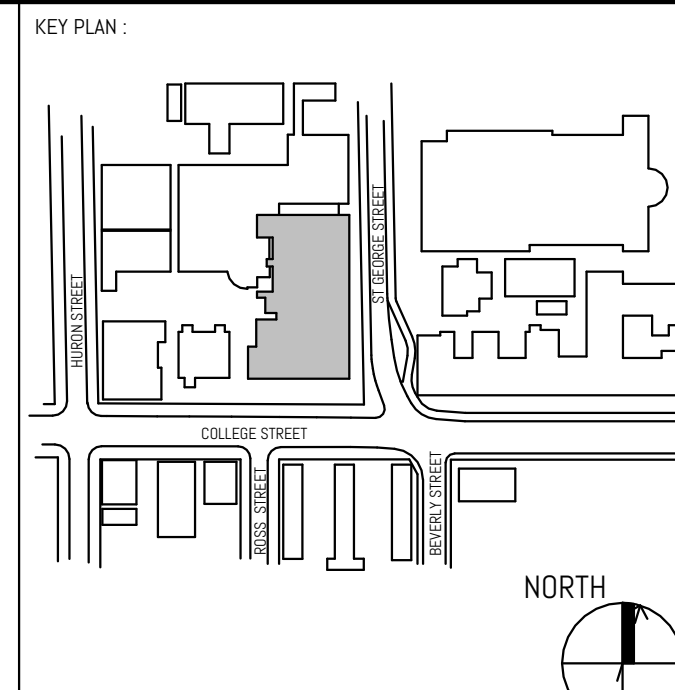 KEY PLAN :
ST GEORGE STREET
HURON STREET
COLLEGE STREET
ROSS STREET
BEVERLY STREET
NORTH